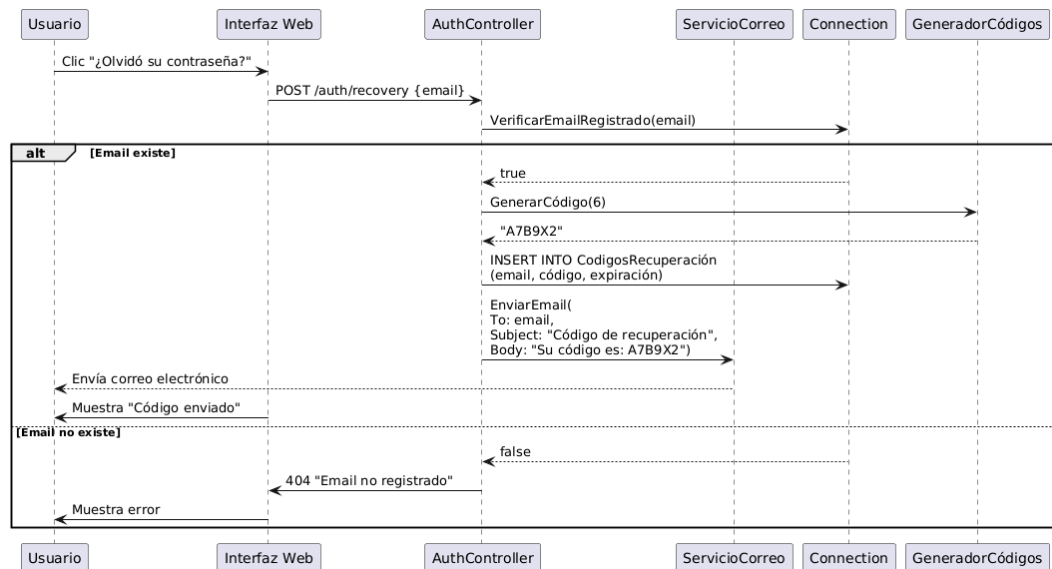 Usuario
Interfaz Web
AuthController
ServicioCorreo
Connection
GeneradorCódigos
Clic "¿Olvidó su contraseña?"
POST /auth/recovery {email}
VerificarEmailRegistrado(email)
alt
[Email existe]
true
GenerarCódigo(6)
"A7B9X2"
INSERT INTO CodigosRecuperación
(email, código, expiración)
EnviarEmail(
To: email,
Subject: "Código de recuperación",
Body: "Su código es: A7B9X2")
Envía correo electrónico
Muestra "Código enviado"
[Email no existe]
false
404 "Email no registrado"
Muestra error
Usuario
Interfaz Web
AuthController
ServicioCorreo
Connection
GeneradorCódigos